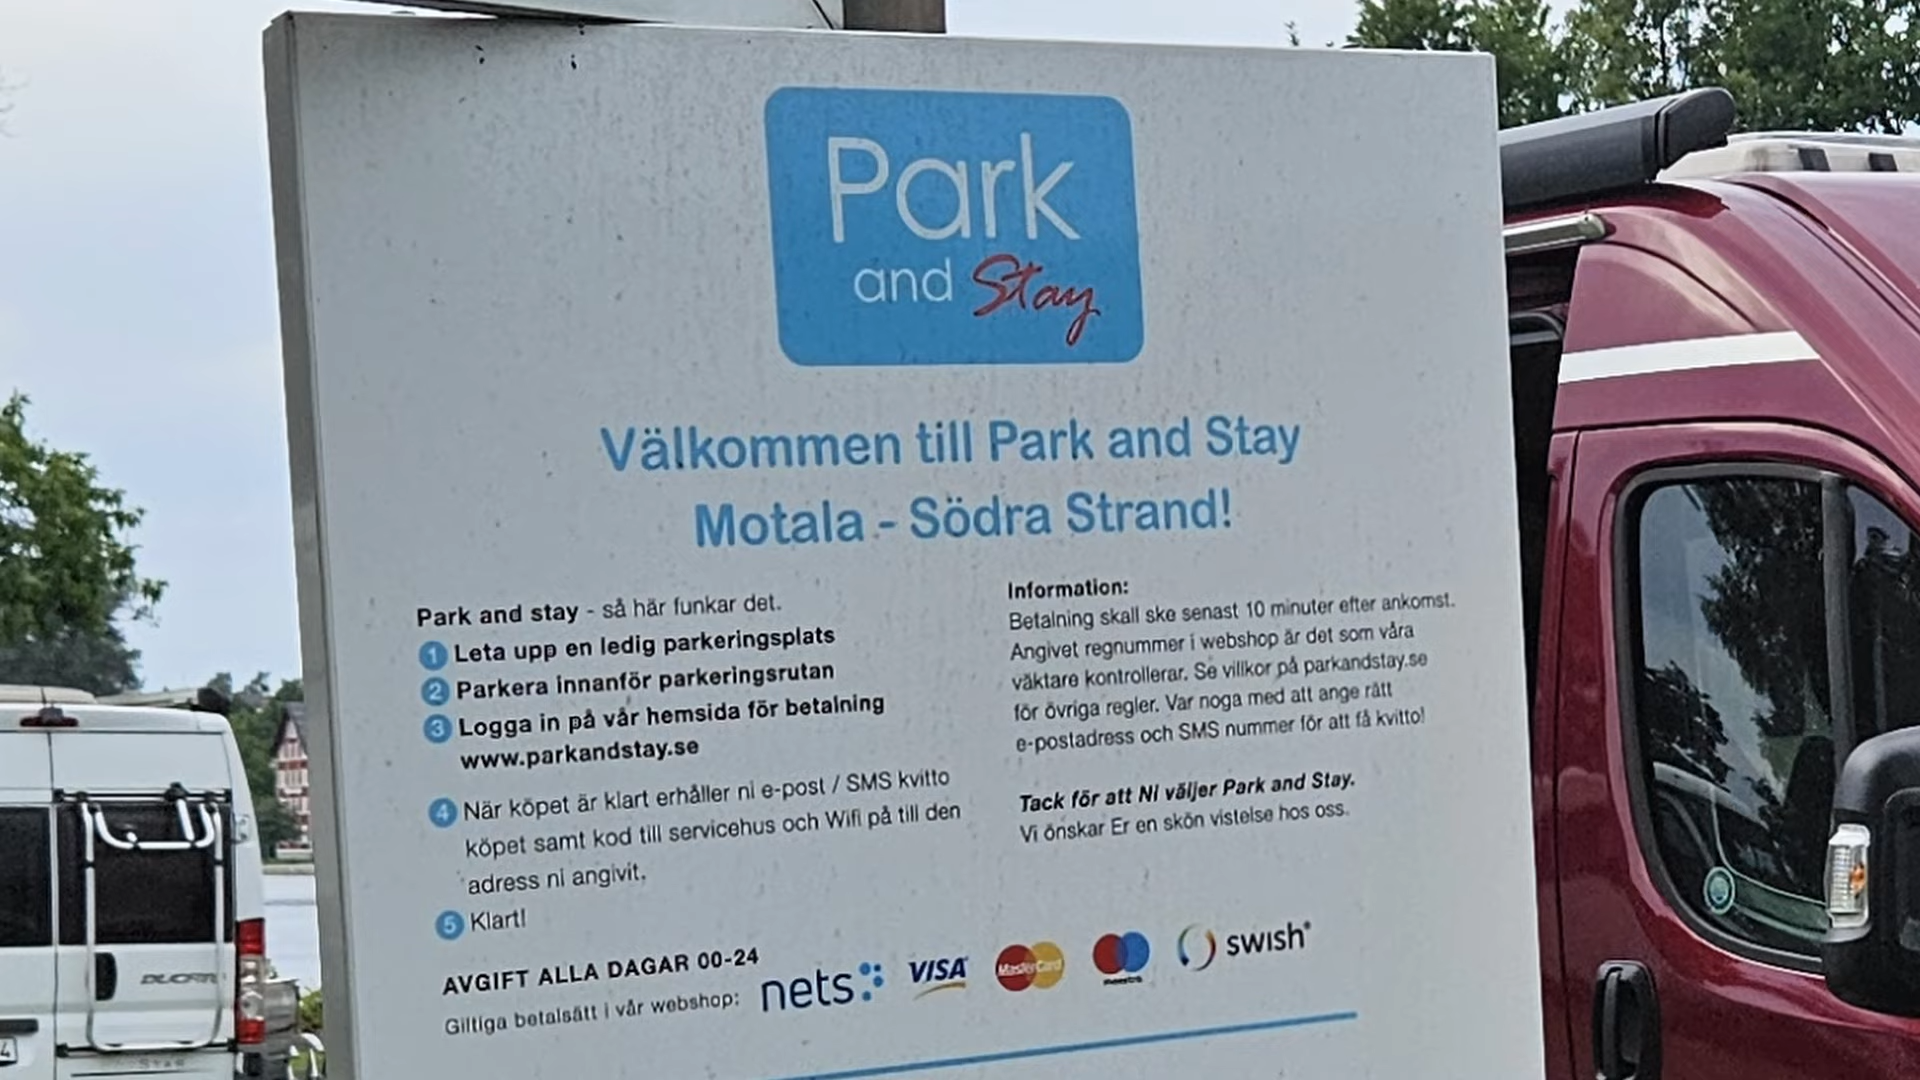 Park
and Stay
Välkommen till Park and Stay
Motala - Södra Strand!
Park and stay - så här funkar det.
1 Leta upp en ledig parkeringsplats
2 Parkera innanför parkeringsrutan
3 Logga in på vår hemsida för betalning
www.parkandstay.se
4 När köpet är klart erhåller ni e-post / SMS kvitto
köpet samt kod till servicehus och Wifi på till den
adress ni angivit.
5 Klart!
AVGIFT ALLA DAGAR 00-24
Giltiga betalsätt i vår webshop: nets VISA MasterCard maestro swish
Information:
Betalning skall ske senast 10 minuter efter ankomst.
Angivet regnummer i webshop är det som våra
väktare kontrollerar. Se villkor på parkandstay.se
för övriga regler. Var noga med att ange rätt
e-postadress och SMS nummer för att få kvitto!
Tack för att Ni väljer Park and Stay.
Vi önskar Er en skön vistelse hos oss.
DUCATO